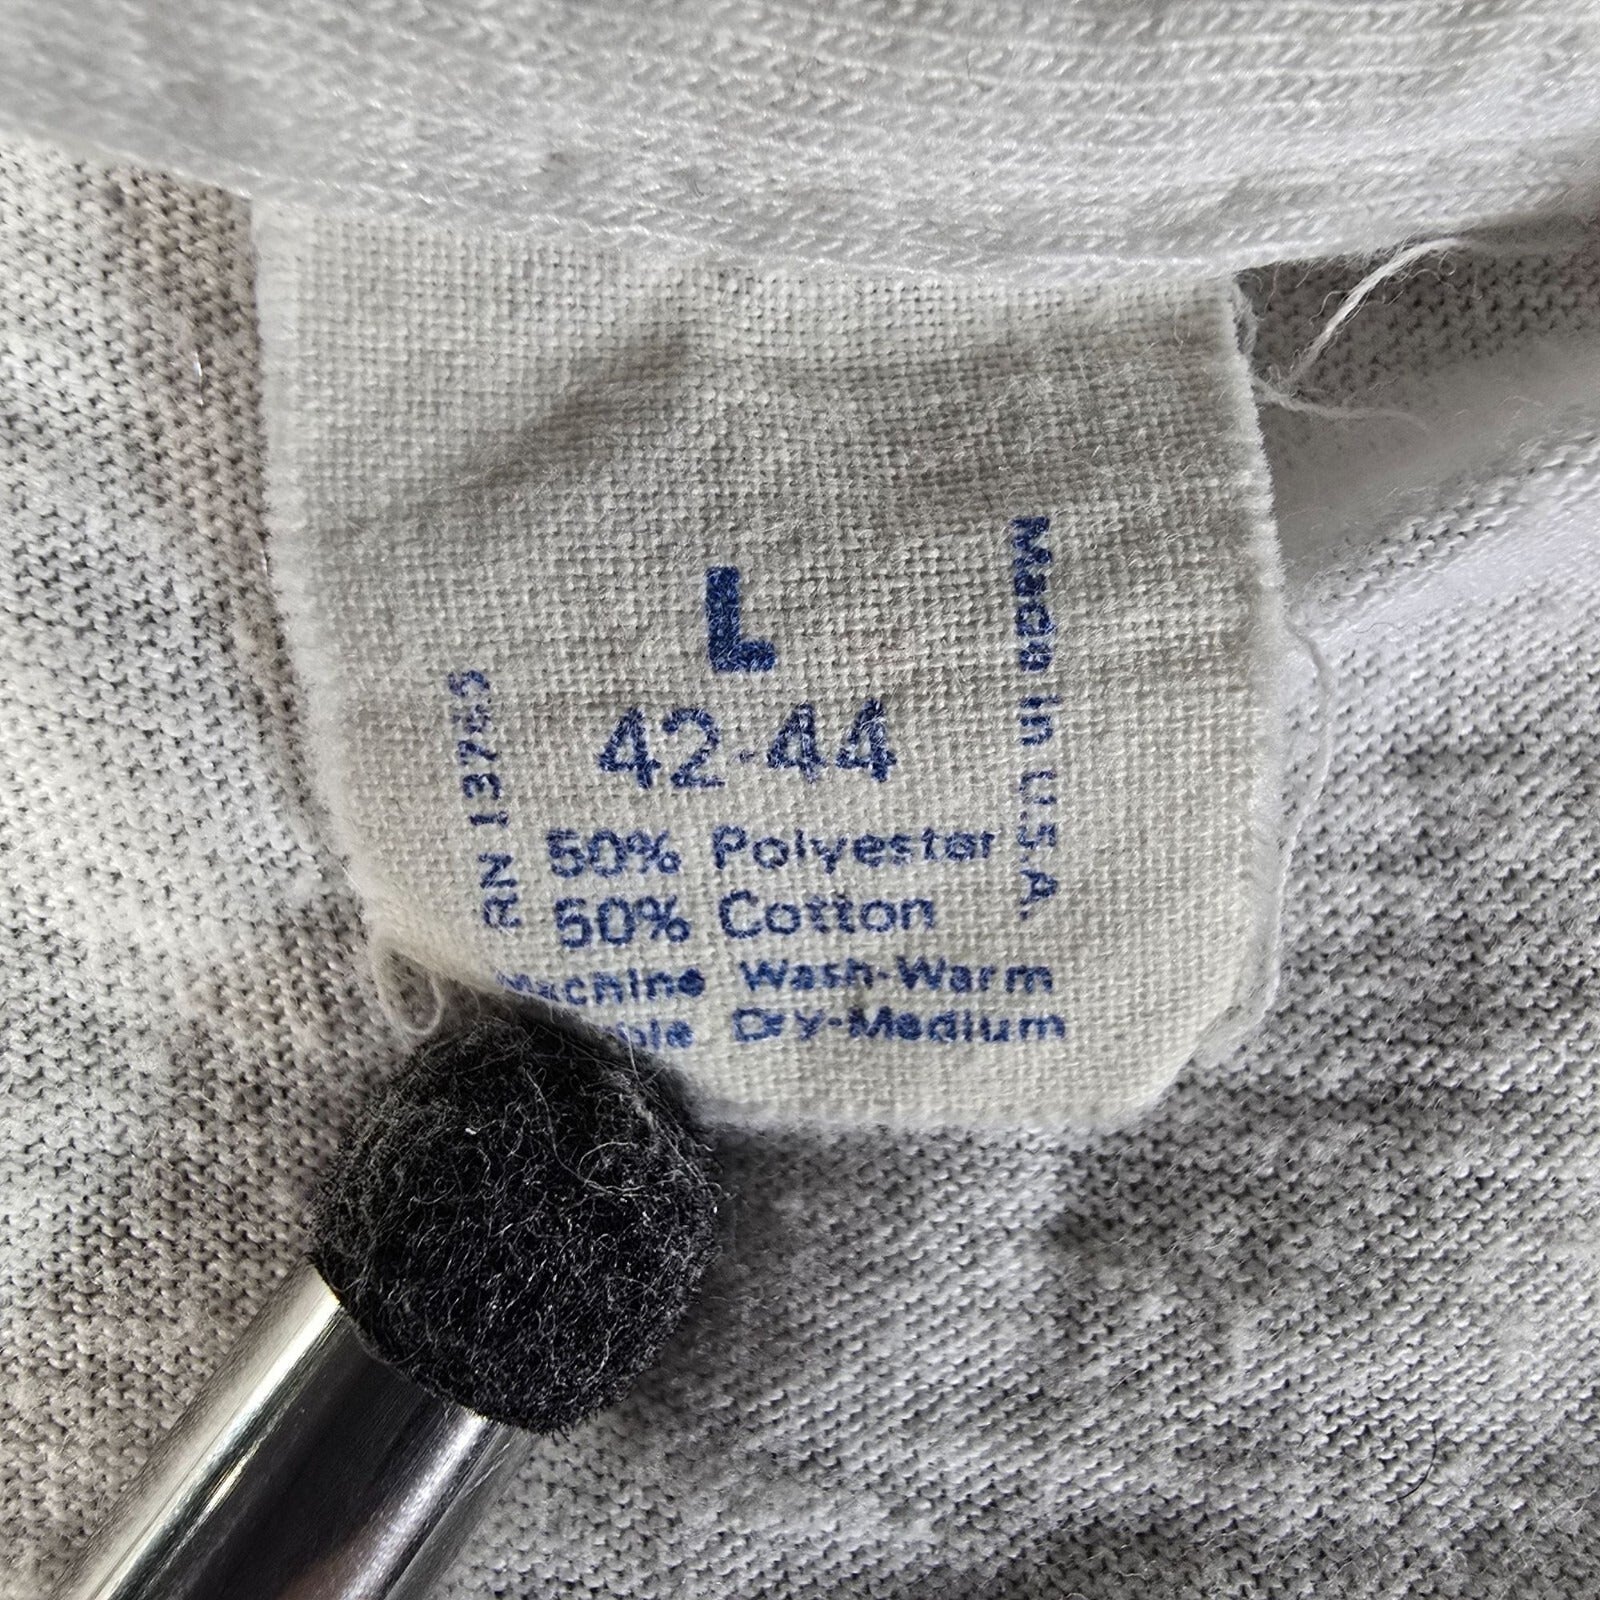 L
42-44
50% Polyester
50% Cotton
Machine Wash-Warm
Dry-Medium
RN 13765
Made in U.S.A.